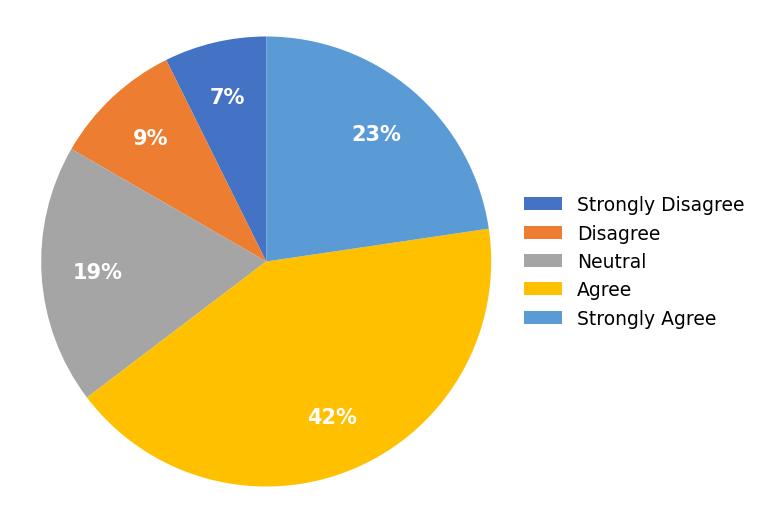 7%
23%
9%
19%
42%
Strongly Disagree
Disagree
Neutral
Agree
Strongly Agree